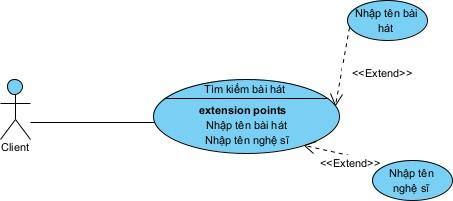 Nhập tên bài
hát
<<Extend>>
Tìm kiếm bài hát
extension points
Nhập tên bài hát
Nhập tên nghệ sĩ
Client
<<Extend>>
Nhập tên
nghệ sĩ